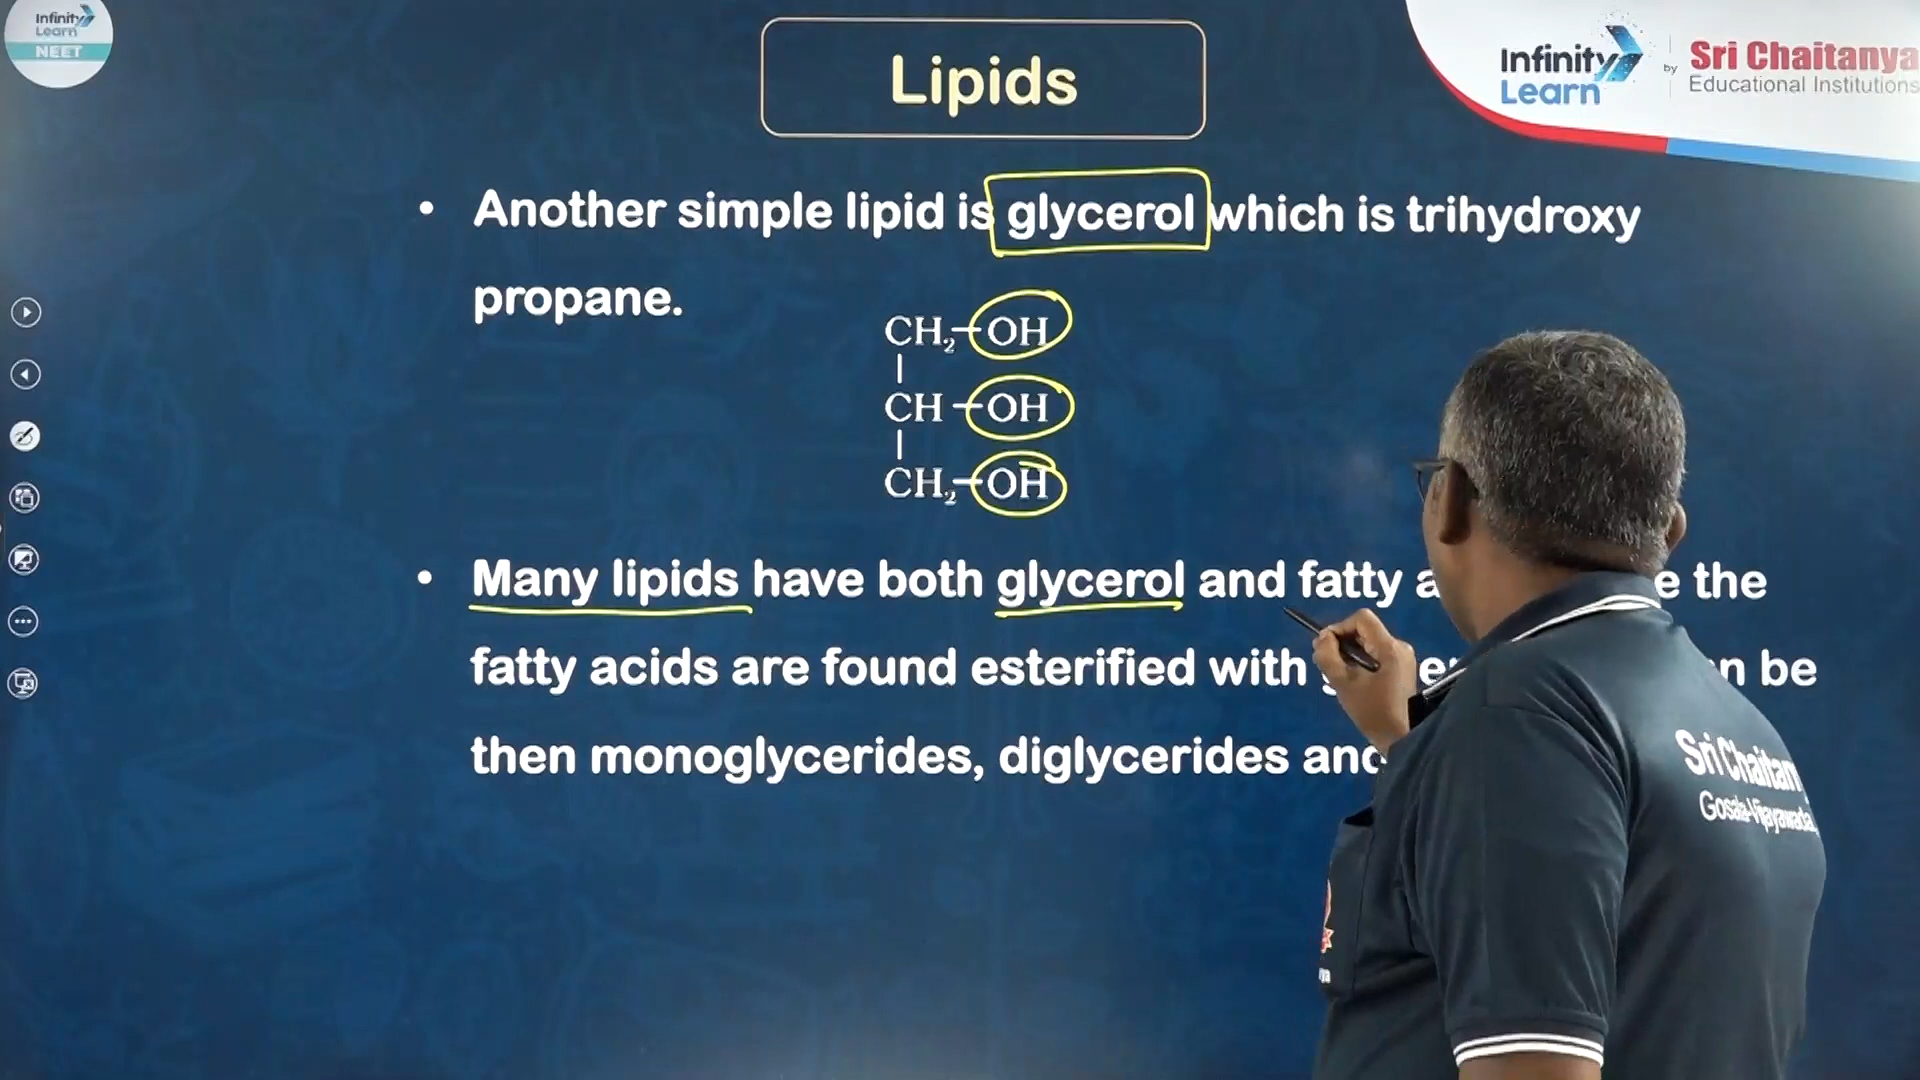 Infinity
Learn
NEET
Lipids
Infinity
Learn
by
Sri Chaitanya
Educational Institutions
• Another simple lipid is glycerol which is trihydroxy
propane.
CH₂–OH
CH–OH
CH₂–OH
• Many lipids have both glycerol and fatty the
fatty acids are found esterified with be
then monoglycerides, diglycerides and
Gosala-Vijayawada